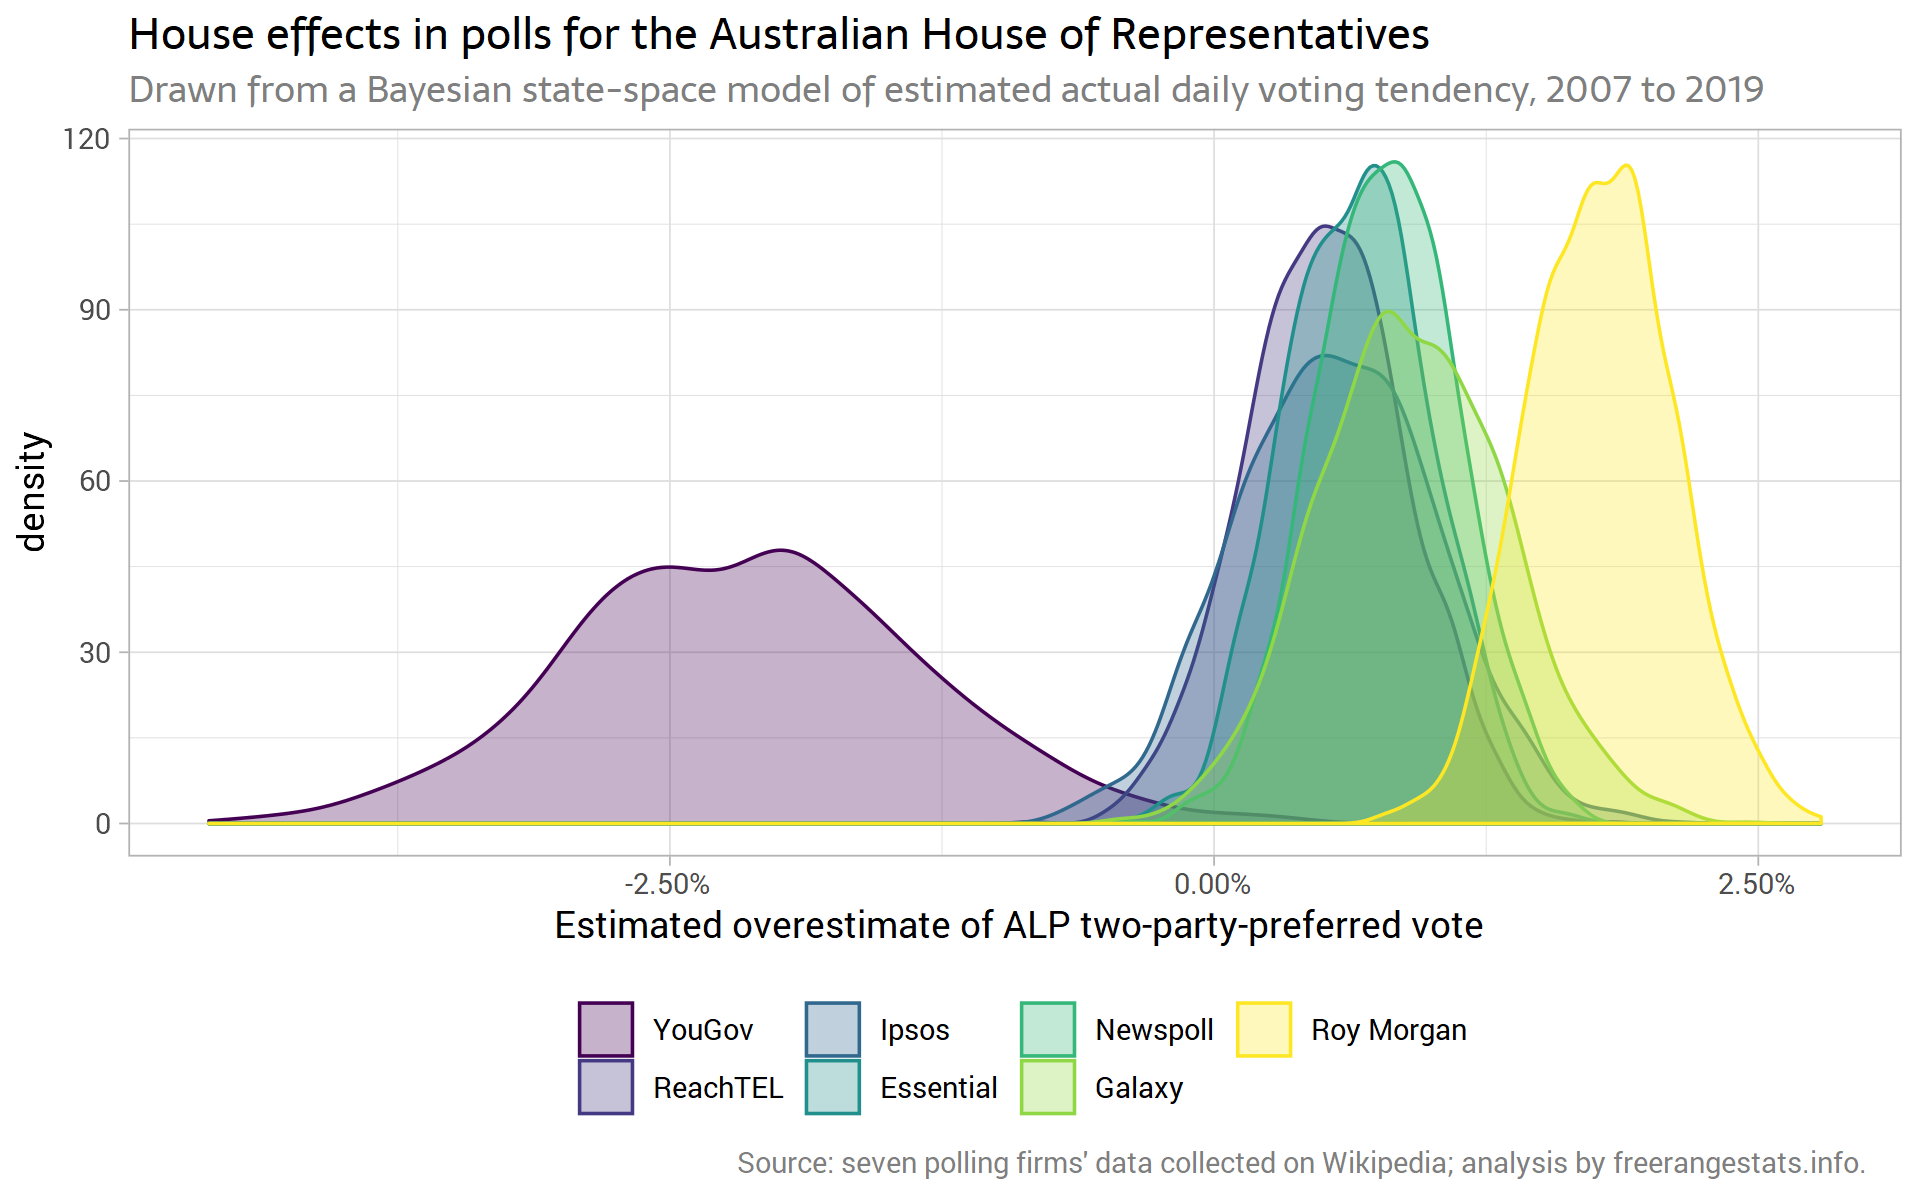 House effects in polls for the Australian House of Representatives
Drawn from a Bayesian state-space model of estimated actual daily voting tendency, 2007 to 2019
120
90
60
30
0
density
-2.50%
0.00%
2.50%
Estimated overestimate of ALP two-party-preferred vote
YouGov
Ipsos
Newspoll
Roy Morgan
ReachTEL
Essential
Galaxy
Source: seven polling firms' data collected on Wikipedia; analysis by freerangestats.info.